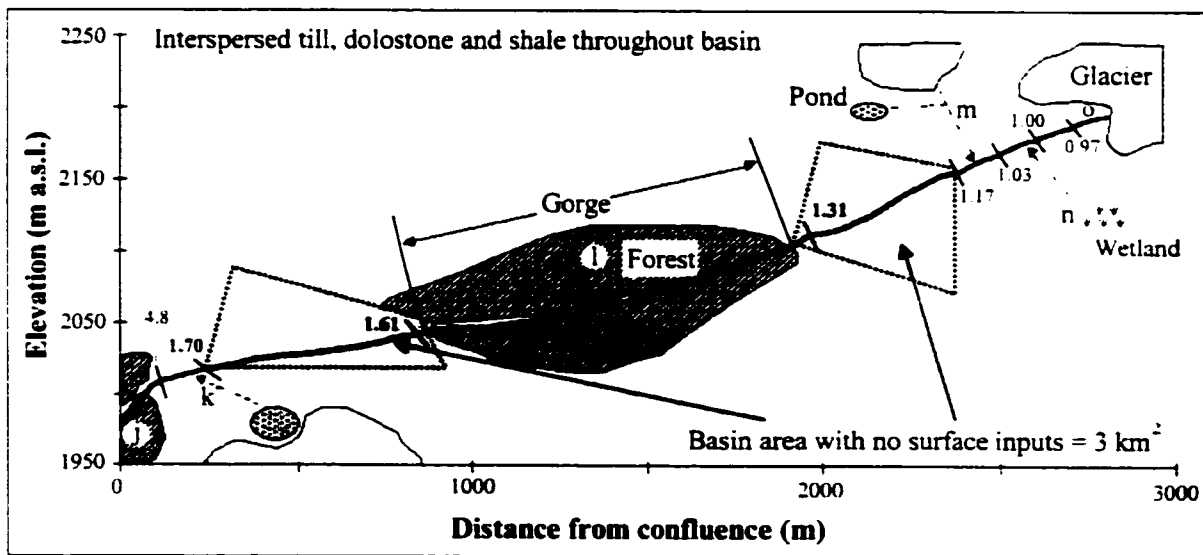 2250
Interspersed till, dolostone and shale throughout basin
Glacier
Pond
m
o
1.00
0.97
Elevation (m a.s.l.)
2150
1.03
1.17
Gorge
1.31
n
Wetland
l
Forest
2050
4.8
1.70
1.61
k
j
Basin area with no surface inputs = 3 km²
1950
0
1000
2000
3000
Distance from confluence (m)